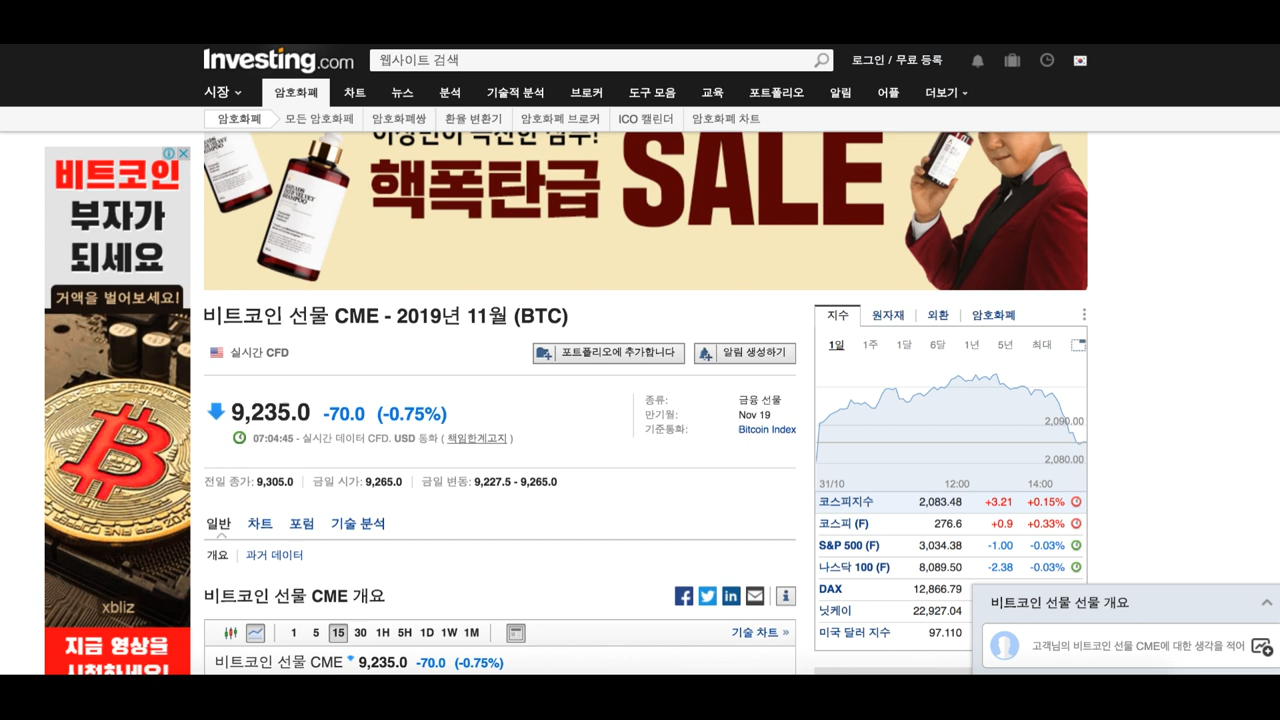 Investing.com
웹사이트 검색
로그인 / 무료 등록
시장 암호화폐 차트 뉴스 분석 기술적 분석 브로커 도구 모음 교육 포트폴리오 알림 어플 더보기
암호화폐 모든 암호화페 암호화페쌍 환율 변환기 암호화폐 브로커 ICO 캘린더 암호화폐 차트
핵폭탄급 SALE
비트코인
부자가
되세요
거액을 벌어보세요!
xbliz
지금 영상을
비트코인 선물 CME - 2019년 11월 (BTC)
실시간 CFD
포트폴리오에 추가합니다
알림 생성하기
9,235.0 -70.0 (-0.75%)
07:04:45 - 실시간 데이터 CFD. USD 통화 ( 책임한계고지 )
종류: 금융 선물
만기월: Nov 19
기준통화: Bitcoin Index
전일 종가: 9,305.0 금일 시가: 9,265.0 금일 변동: 9,227.5 - 9,265.0
일반 차트 포럼 기술 분석
개요 과거 데이터
비트코인 선물 CME 개요
1 5 15 30 1H 5H 1D 1W 1M
기술 차트 »
비트코인 선물 CME 9,235.0 -70.0 (-0.75%)
지수 원자재 외환 암호화폐
1일 1주 1달 6달 1년 5년 최대
2,090.00
2,080.00
31/10 12:00 14:00
코스피지수 2,083.48 +3.21 +0.15%
코스피 (F) 276.6 +0.9 +0.33%
S&P 500 (F) 3,034.38 -1.00 -0.03%
나스닥 100 (F) 8,089.50 -2.38 -0.03%
DAX 12,866.79
닛케이 22,927.04
미국 달러 지수 97.110
비트코인 선물 선물 개요
고객님의 비트코인 선물 CME에 대한 생각을 적어